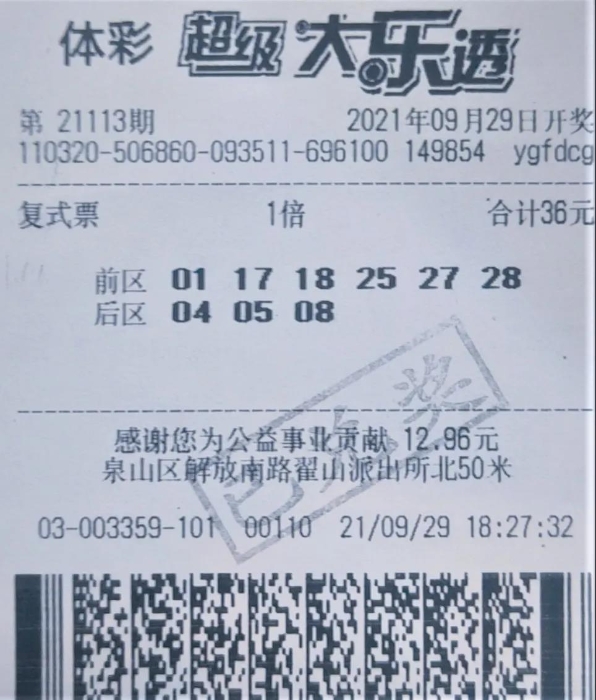 体彩 超级大乐透
第 21113期 2021年09月29日开奖
110320-506860-093511-696100 149854 ygfdcg
复式票 1倍 合计36元
前区 01 17 18 25 27 28
后区 04 05 08
已兑奖
感谢您为公益事业贡献 12.96元
泉山区解放南路翟山派出所北50米
03-003359-101 00110 21/09/29 18:27:32